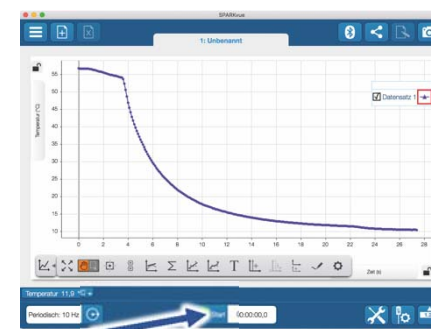 SPARKvue
1: Unbenannt
Datensatz 1
Temperatur (°C)
55
50
45
40
35
30
25
20
15
10
0 2 4 6 8 10 12 14 16 18 20 22 24 26 28
Zeit (s)
Σ
T
Temperatur 11,9 °C
Periodisch: 10 Hz
Start
00:00:00,0